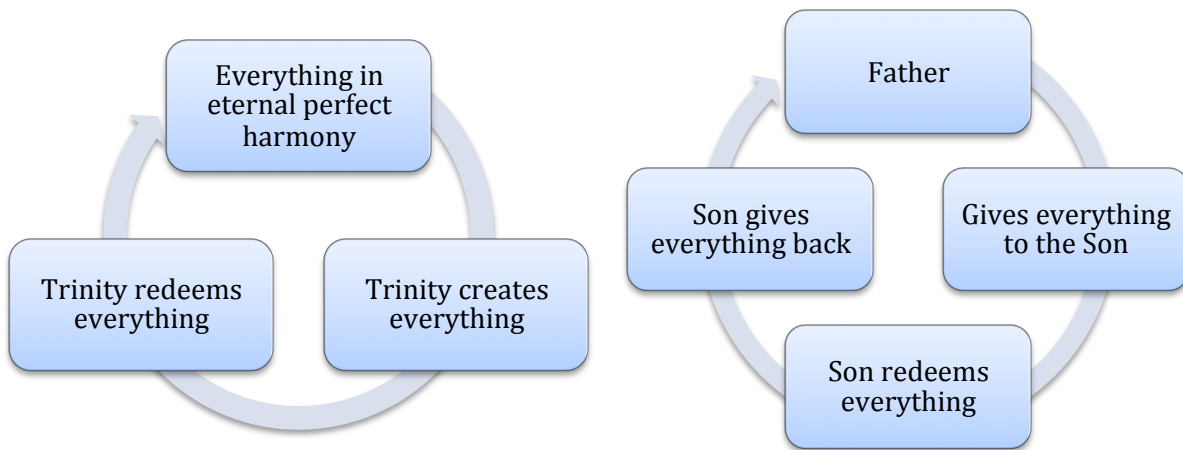 Everything in
eternal perfect
harmony
Trinity creates
everything
Trinity redeems
everything
Father
Gives everything
to the Son
Son redeems
everything
Son gives
everything back